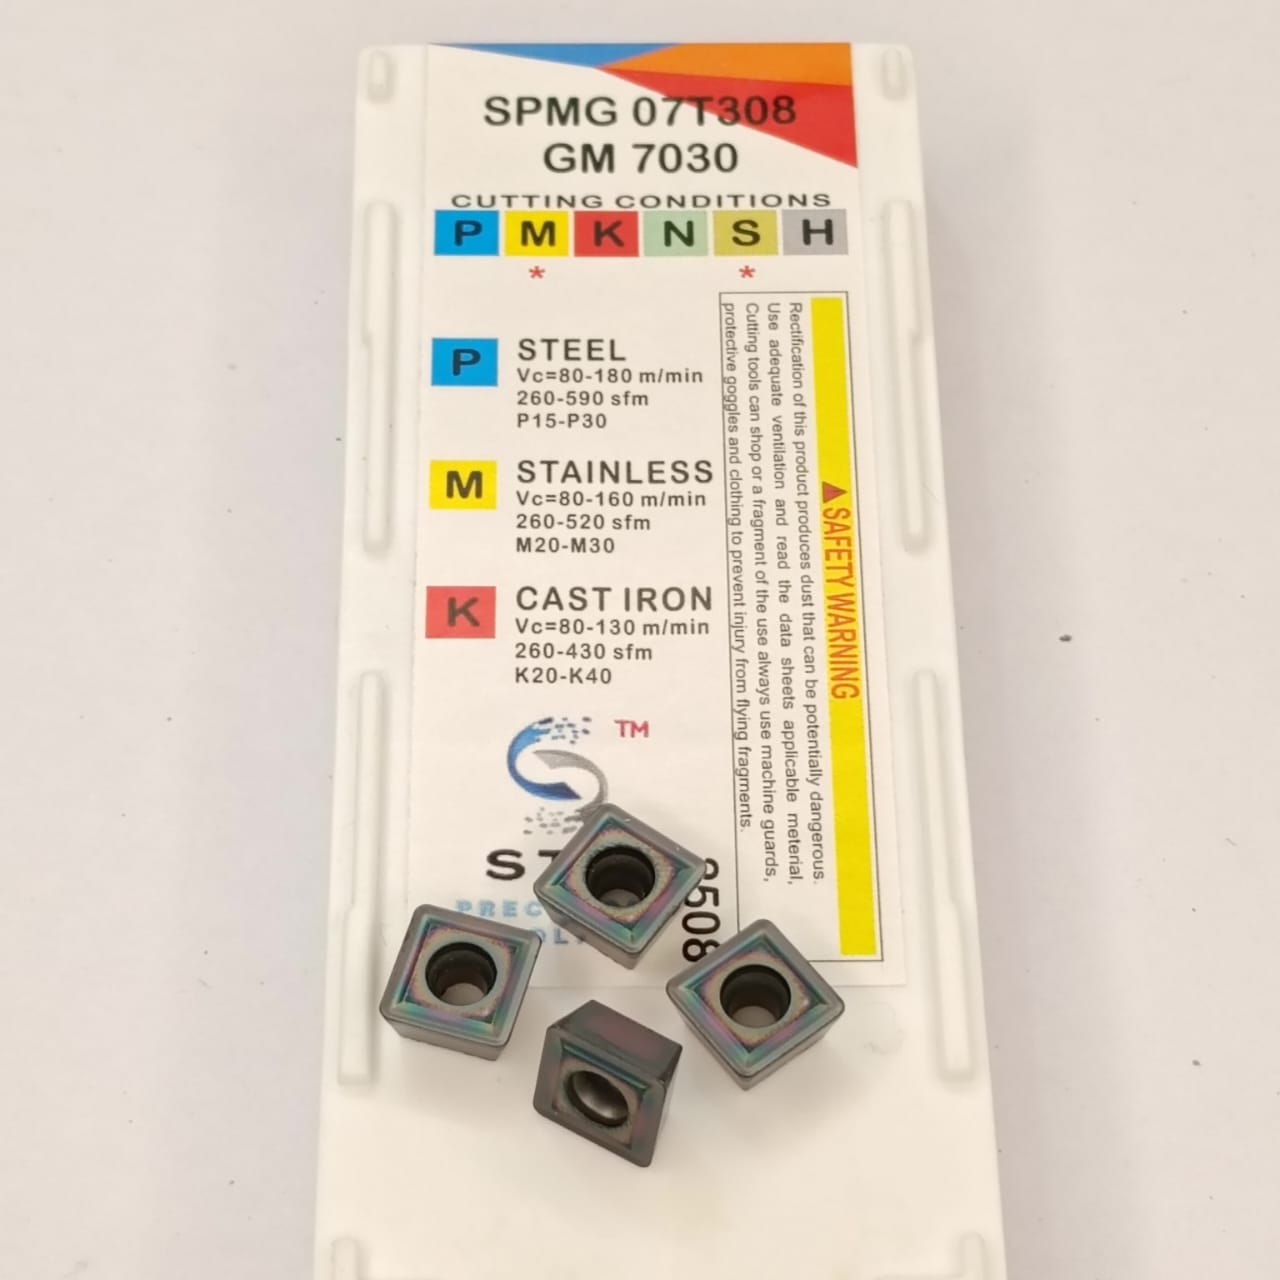 SPMG 07T308
GM 7030
CUTTING CONDITIONS
P M K N S H
* *
P STEEL
Vc=80-180 m/min
260-590 sfm
P15-P30
M STAINLESS
Vc=80-160 m/min
260-520 sfm
M20-M30
K CAST IRON
Vc=80-130 m/min
260-430 sfm
K20-K40
TM
PREC
SAFETY WARNING
Rectification of this product produces dust that can be potentially dangerous.
Use adequate ventilation and read the data sheets applicable meterial,
Cutting tools can shop or a fragment of the use always use machine guards,
protective goggles and clothing to prevent injury from flying fragments.
508